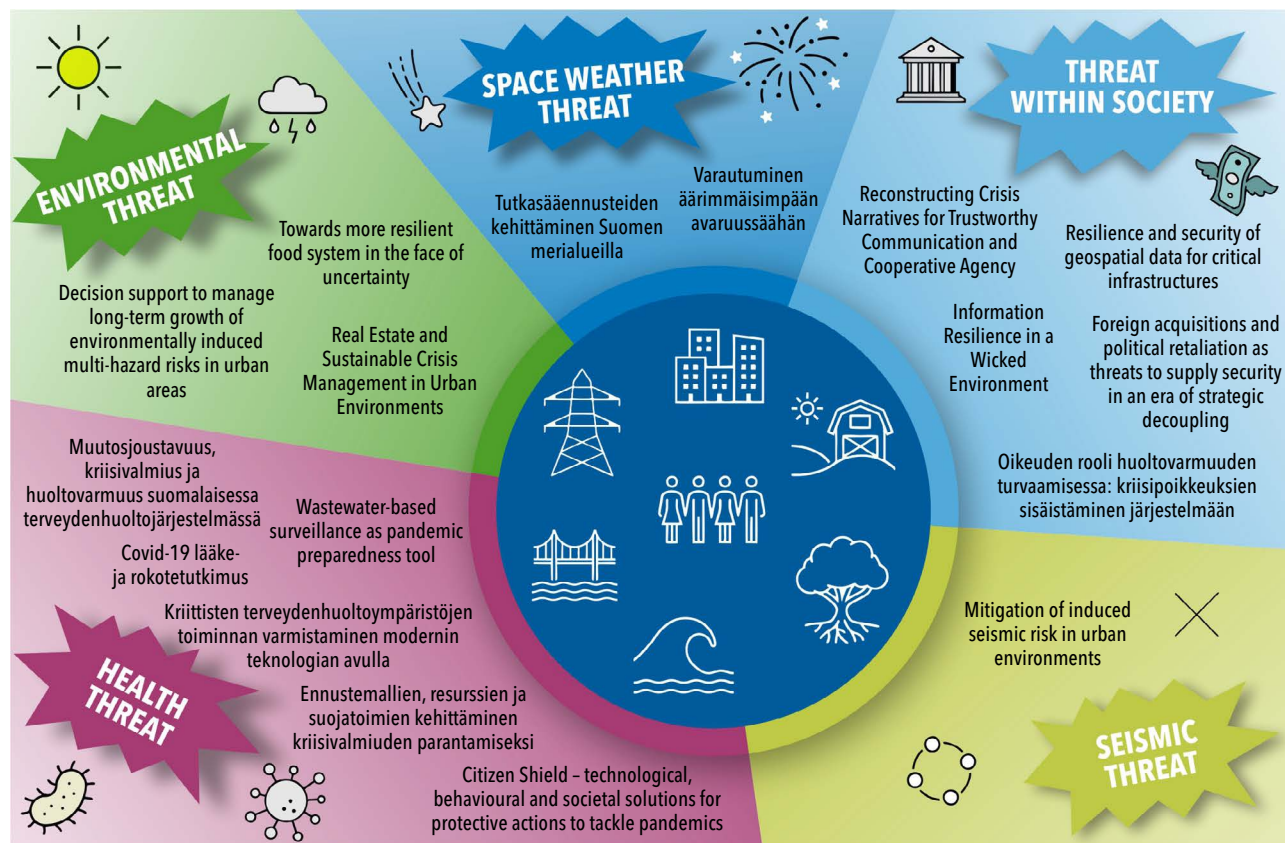 ENVIRONMENTAL
THREAT
Towards more resilient
food system in the face of
uncertainty
Decision support to manage
long-term growth of
environmentally induced
multi-hazard risks in urban
areas
Real Estate and
Sustainable Crisis
Management in Urban
Environments
SPACE WEATHER
THREAT
Tutkasääennusteiden
kehittäminen Suomen
merialueilla
Varautuminen
äärimmäisimpään
avaruussäähän
THREAT
WITHIN SOCIETY
Reconstructing Crisis
Narratives for Trustworthy
Communication and
Cooperative Agency
Resilience and security of
geospatial data for critical
infrastructures
Information
Resilience in a
Wicked
Environment
Foreign acquisitions and
political retaliation as
threats to supply security
in an era of strategic
decoupling
Oikeuden rooli huoltovarmuuden
turvaamisessa: kriisipoikkeuksien
sisäistäminen järjestelmään
Muutosjoustavuus,
kriisivalmius ja
huoltovarmuus suomalaisessa
terveydenhuoltojärjestelmässä
Wastewater-based
surveillance as pandemic
preparedness tool
Covid-19 lääke-
ja rokotetutkimus
Kriittisten terveydenhuoltoympäristöjen
toiminnan varmistaminen modernin
teknologian avulla
HEALTH
THREAT
Ennustemallien, resurssien ja
suojatoimien kehittäminen
kriisivalmiuden parantamiseksi
Citizen Shield – technological,
behavioural and societal solutions for
protective actions to tackle pandemics
Mitigation of induced
seismic risk in urban
environments
SEISMIC
THREAT